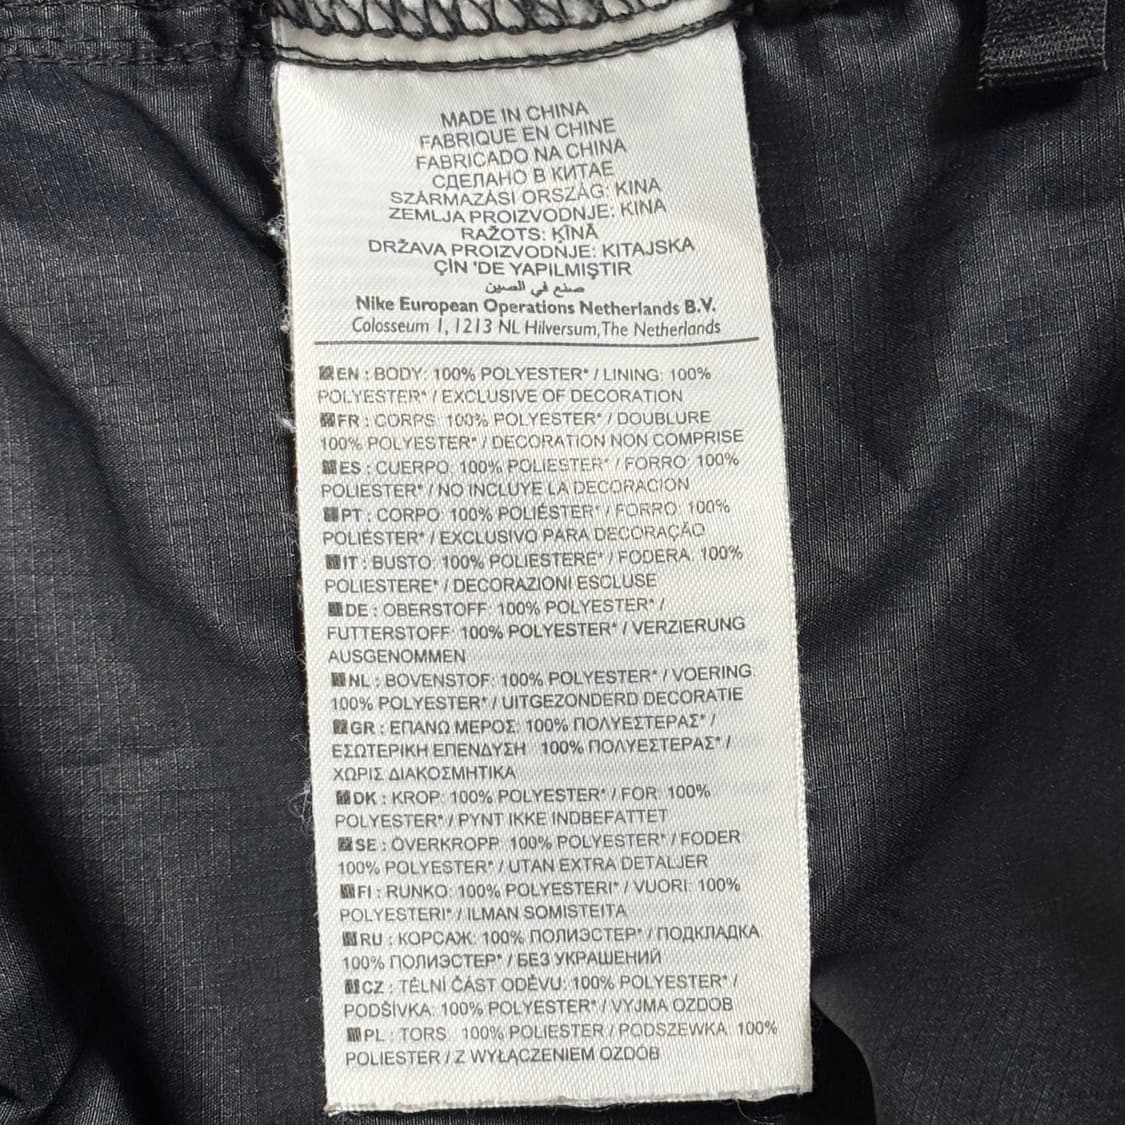 MADE IN CHINA
FABRIQUE EN CHINE
FABRICADO NA CHINA
СДЕЛАНО В КИТАЕ
SZÁRMAZÁSI ORSZÁG: KINA
ZEMLJA PROIZVODNJE: KINA
RAŽOTS: ĶĪNĀ
DRŽAVA PROIZVODNJE: KITAJSKA
ÇİN 'DE YAPILMIŞTIR
صنع في الصين
Nike European Operations Netherlands B.V.
Colosseum 1, 1213 NL Hilversum, The Netherlands
EN : BODY: 100% POLYESTER* / LINING: 100%
POLYESTER* / EXCLUSIVE OF DECORATION
FR : CORPS: 100% POLYESTER* / DOUBLURE
100% POLYESTER* / DECORATION NON COMPRISE
ES : CUERPO: 100% POLIESTER* / FORRO: 100%
POLIESTER* / NO INCLUYE LA DECORACION
PT : CORPO: 100% POLIÉSTER* / FORRO: 100%
POLIÉSTER* / EXCLUSIVO PARA DECORAÇÃO
IT : BUSTO: 100% POLIESTERE* / FODERA: 100%
POLIESTERE* / DECORAZIONI ESCLUSE
DE : OBERSTOFF: 100% POLYESTER* /
FUTTERSTOFF: 100% POLYESTER* / VERZIERUNG
AUSGENOMMEN
NL : BOVENSTOF: 100% POLYESTER* / VOERING:
100% POLYESTER* / UITGEZONDERD DECORATIE
GR : ΕΠΑΝΩ ΜΕΡΟΣ: 100% ΠΟΛΥΕΣΤΕΡΑΣ* /
ΕΣΩΤΕΡΙΚΗ ΕΠΕΝΔΥΣΗ 100% ΠΟΛΥΕΣΤΕΡΑΣ* /
ΧΩΡΙΣ ΔΙΑΚΟΣΜΗΤΙΚΑ
DK : KROP: 100% POLYESTER* / FOR: 100%
POLYESTER* / PYNT IKKE INDBEFATTET
SE : ÖVERKROPP: 100% POLYESTER* / FODER:
100% POLYESTER* / UTAN EXTRA DETALJER
FI : RUNKO: 100% POLYESTERI* / VUORI: 100%
POLYESTERI* / ILMAN SOMISTEITA
RU : КОРСАЖ: 100% ПОЛИЭСТЕР* / ПОДКЛАДКА
100% ПОЛИЭСТЕР* / БЕЗ УКРАШЕНИЙ
CZ : TĚLNÍ ČÁST ODĚVU: 100% POLYESTER* /
PODŠÍVKA: 100% POLYESTER* / VYJMA OZDOB
PL : TORS: 100% POLIESTER / PODSZEWKA: 100%
POLIESTER / Z WYŁĄCZENIEM OZDÓB